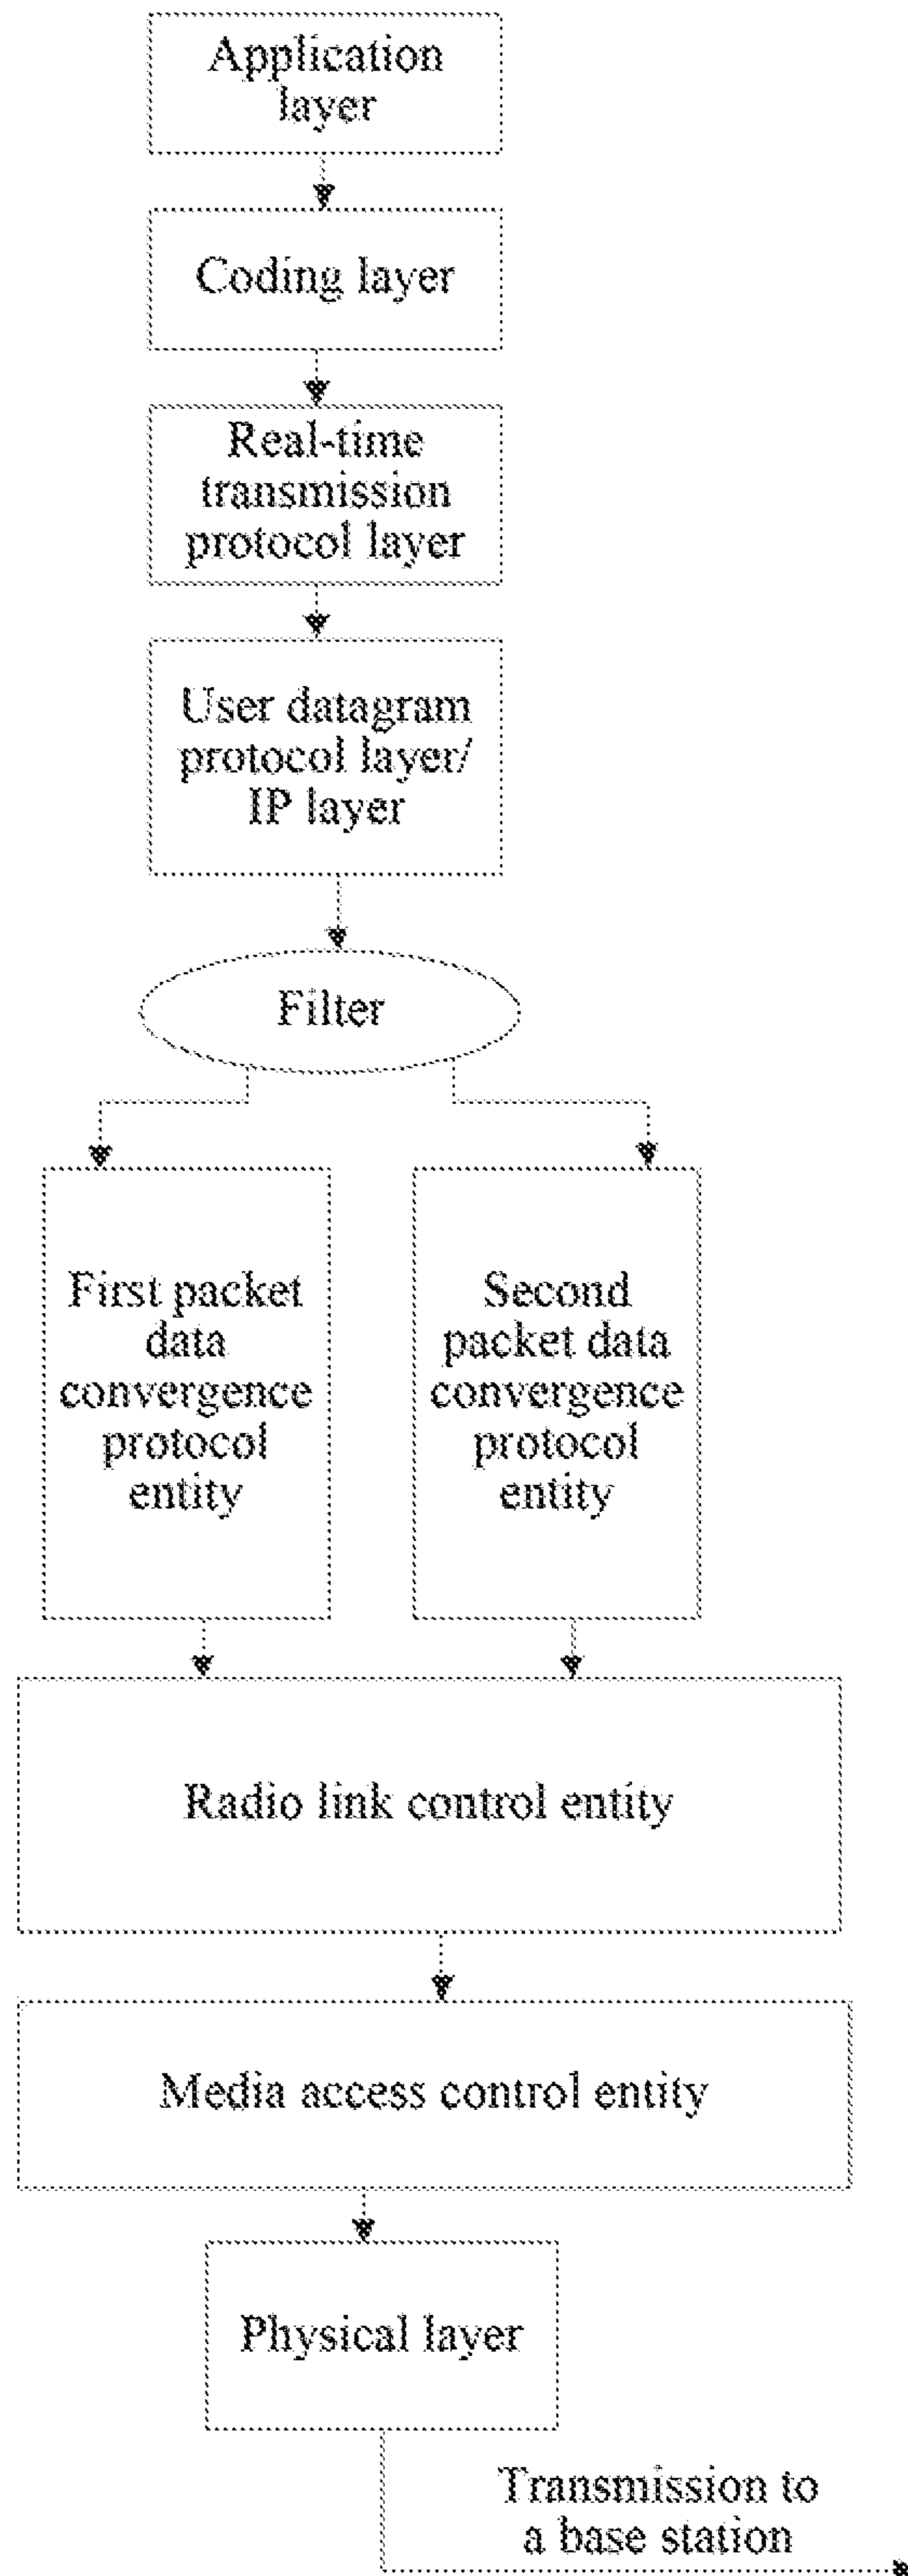 Application
layer
Coding layer
Real-time
transmission
protocol layer
User datagram
protocol layer/
IP layer
Filter
First packet
data
convergence
protocol
entity
Second
packet data
convergence
protocol
entity
Radio link control entity
Media access control entity
Physical layer
Transmission to
a base station